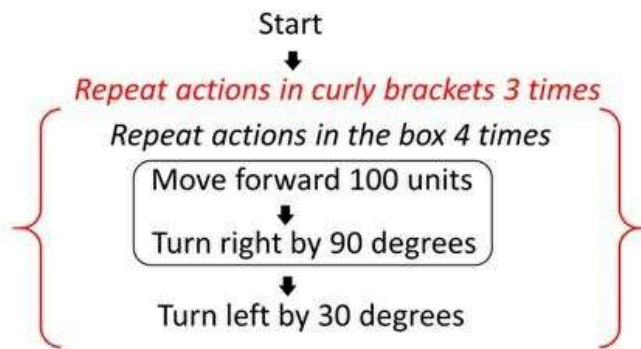 Start
Repeat actions in curly brackets 3 times
Repeat actions in the box 4 times
Move forward 100 units
Turn right by 90 degrees
Turn left by 30 degrees